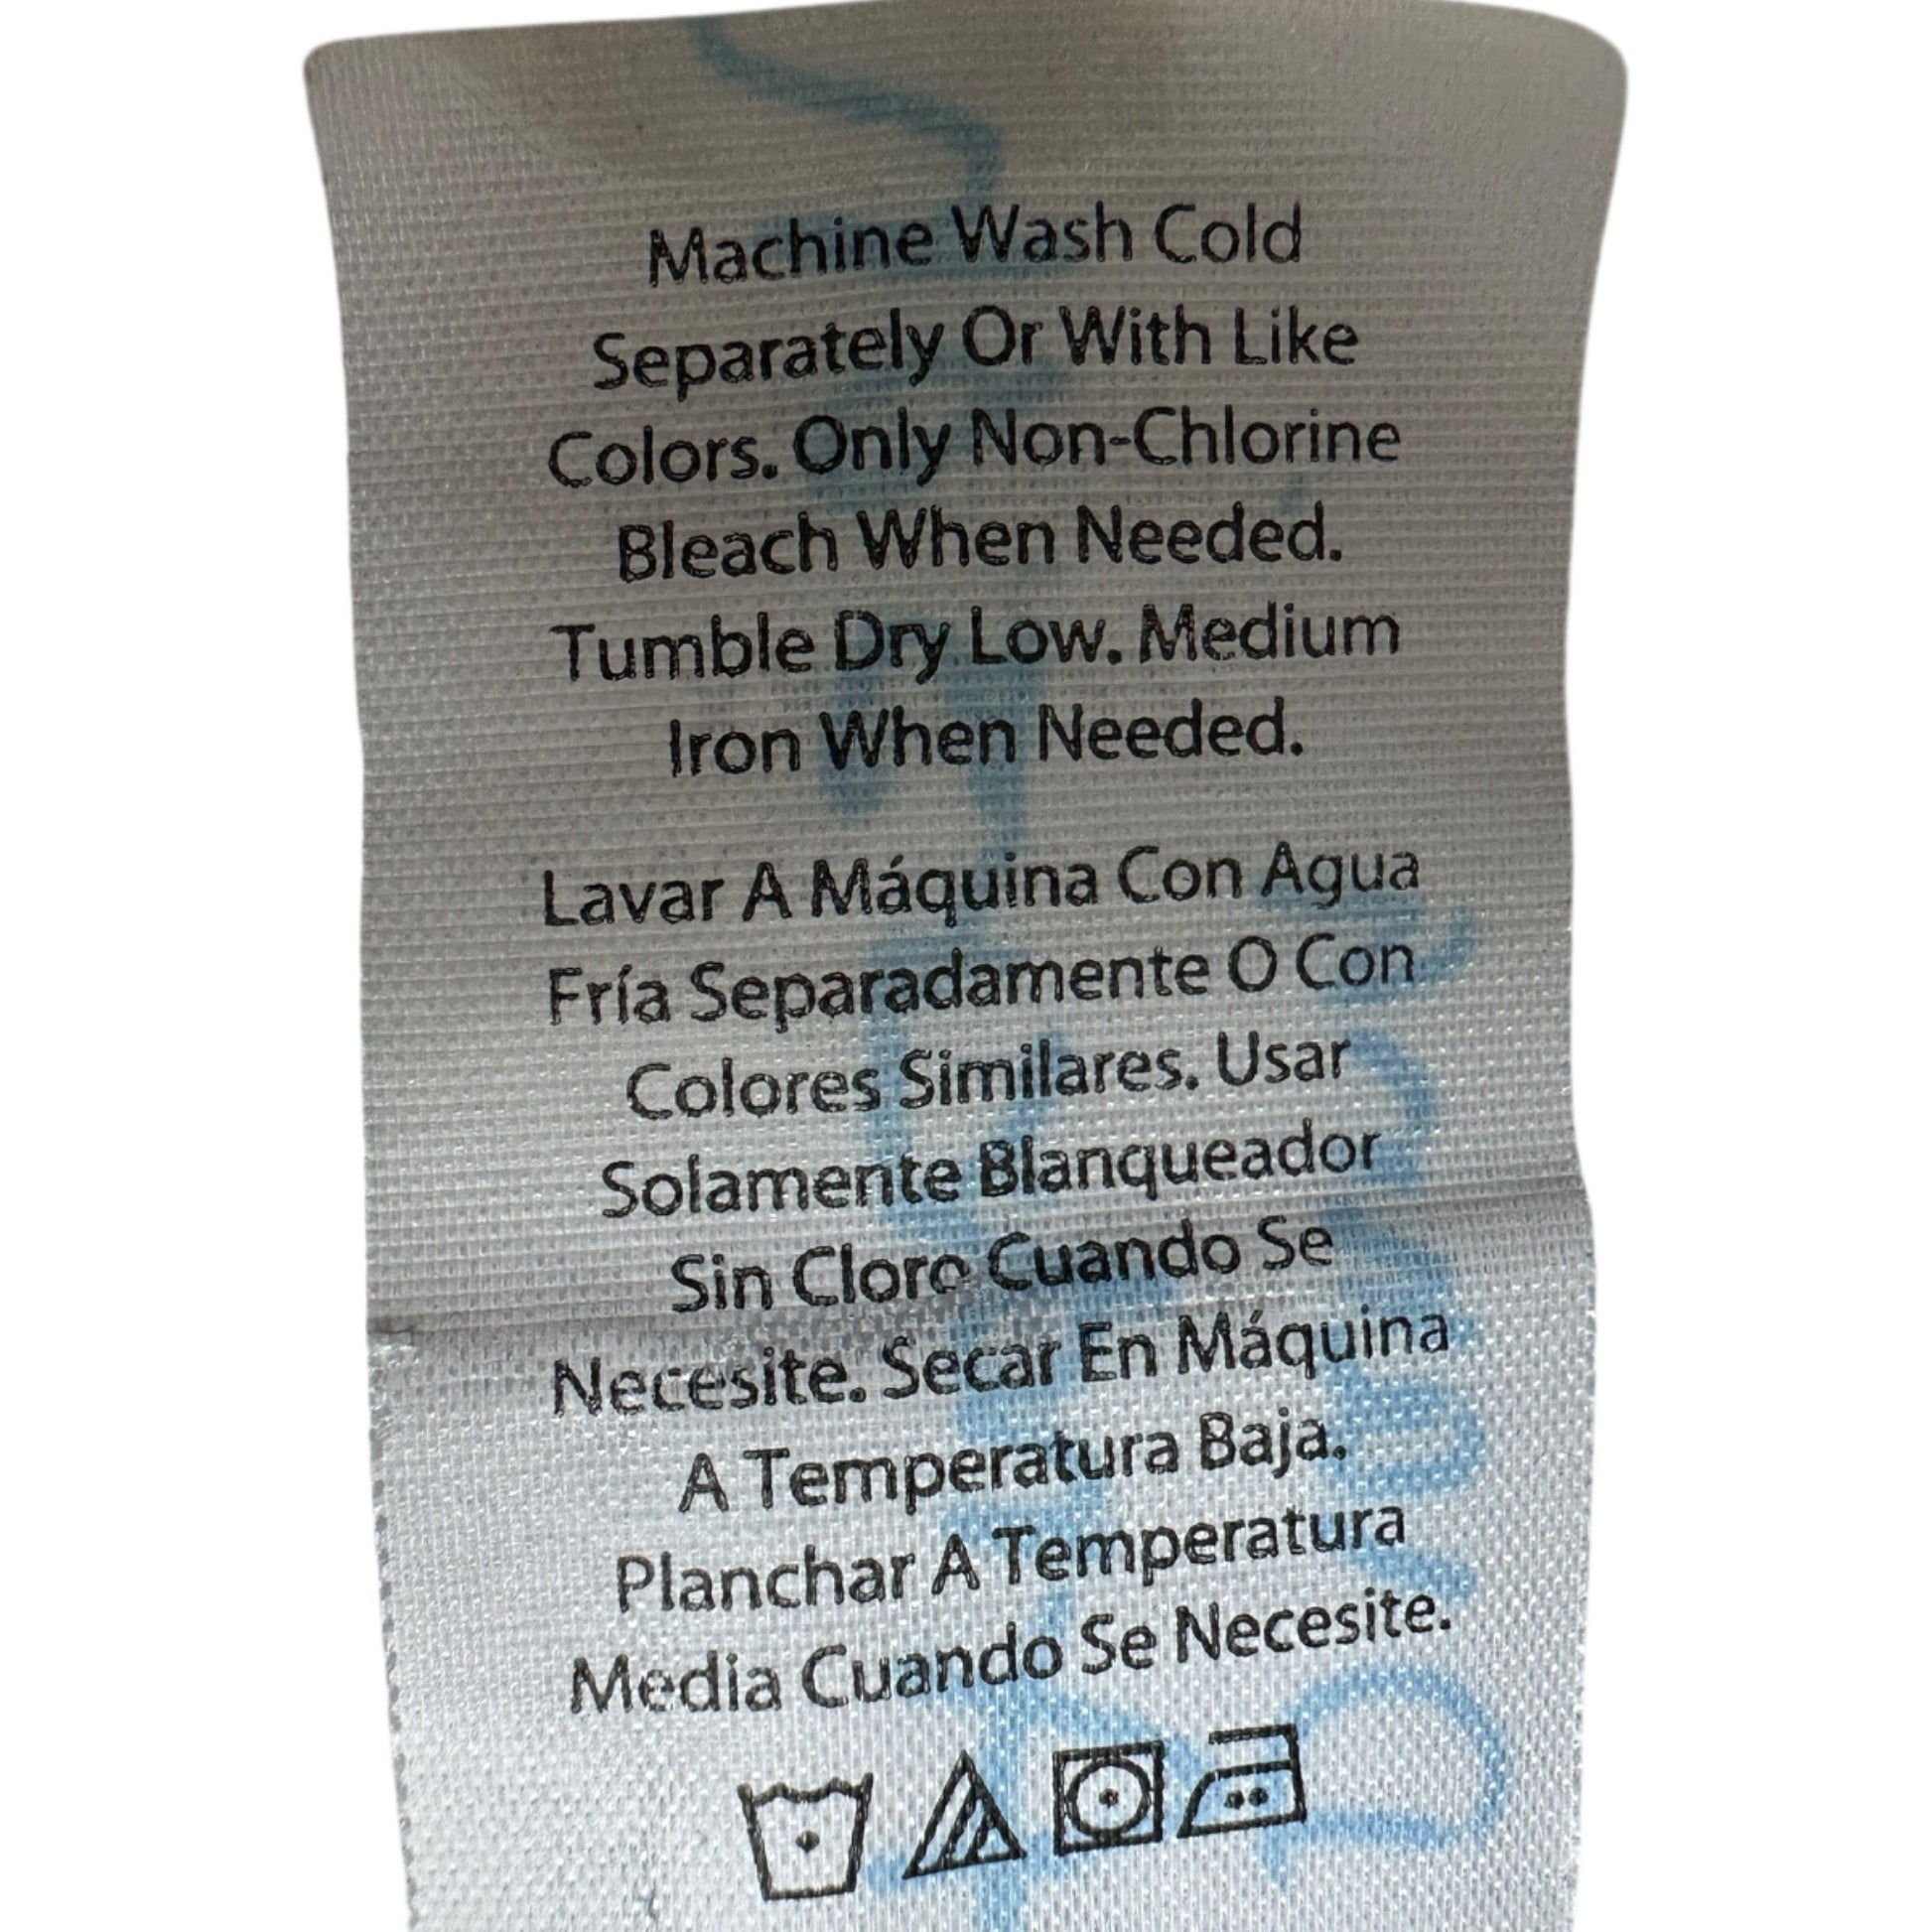 Machine Wash Cold
Separately Or With Like
Colors. Only Non-Chlorine
Bleach When Needed.
Tumble Dry Low. Medium
Iron When Needed.
Lavar A Máquina Con Agua
Fría Separadamente O Con
Colores Similares. Usar
Solamente Blanqueador
Sin Cloro Cuando Se
Necesite. Secar En Máquina
A Temperatura Baja.
Planchar A Temperatura
Media Cuando Se Necesite.